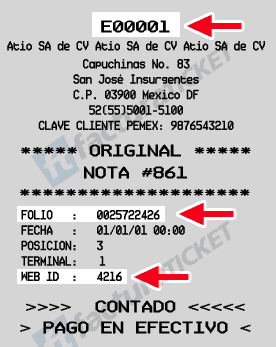 E00001
Atio SA de CV Atio SA de CV Atio SA de CV
Capuchinas No. 83
San José Insurgentes
C.P. 03900 Mexico DF
52(55)5001-5100
CLAVE CLIENTE PEMEX: 9876543210
***** ORIGINAL *****
NOTA #861
********************
FOLIO : 0025722426
FECHA : 01/01/01 00:00
POSICION: 3
TERMINAL: 1
WEB ID : 4216
>>>> CONTADO <<<<<
> PAGO EN EFECTIVO <
facturaTICKET